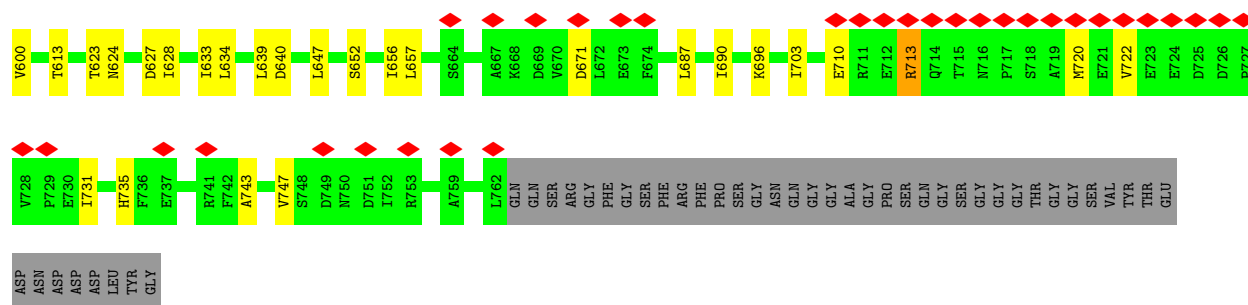 V600 T613 T623 N624 D627 I628 I633 L634 L639 D640 L647 S652 I656 L657 S664 A667 K668 D669 V670 D671 L672 E673 F674 L687 I690 K696 I703 E710 R711 E712 R713 Q714 T715 N716 P717 S718 A719 M720 E721 V722 E723 E724 D725 D726 P727
V728 P729 E730 I731 H735 F736 E737 R741 F742 A743 V747 S748 D749 N750 D751 I752 R753 A759 L762 GLN GLN SER ARG GLY PHE GLY SER PHE ARG PHE PRO SER GLY ASN GLN GLY GLY ALA GLY PRO SER GLN GLY SER GLY GLY GLY THR GLY GLY SER VAL TYR THR GLU
ASP ASN ASP ASP ASP LEU TYR GLY